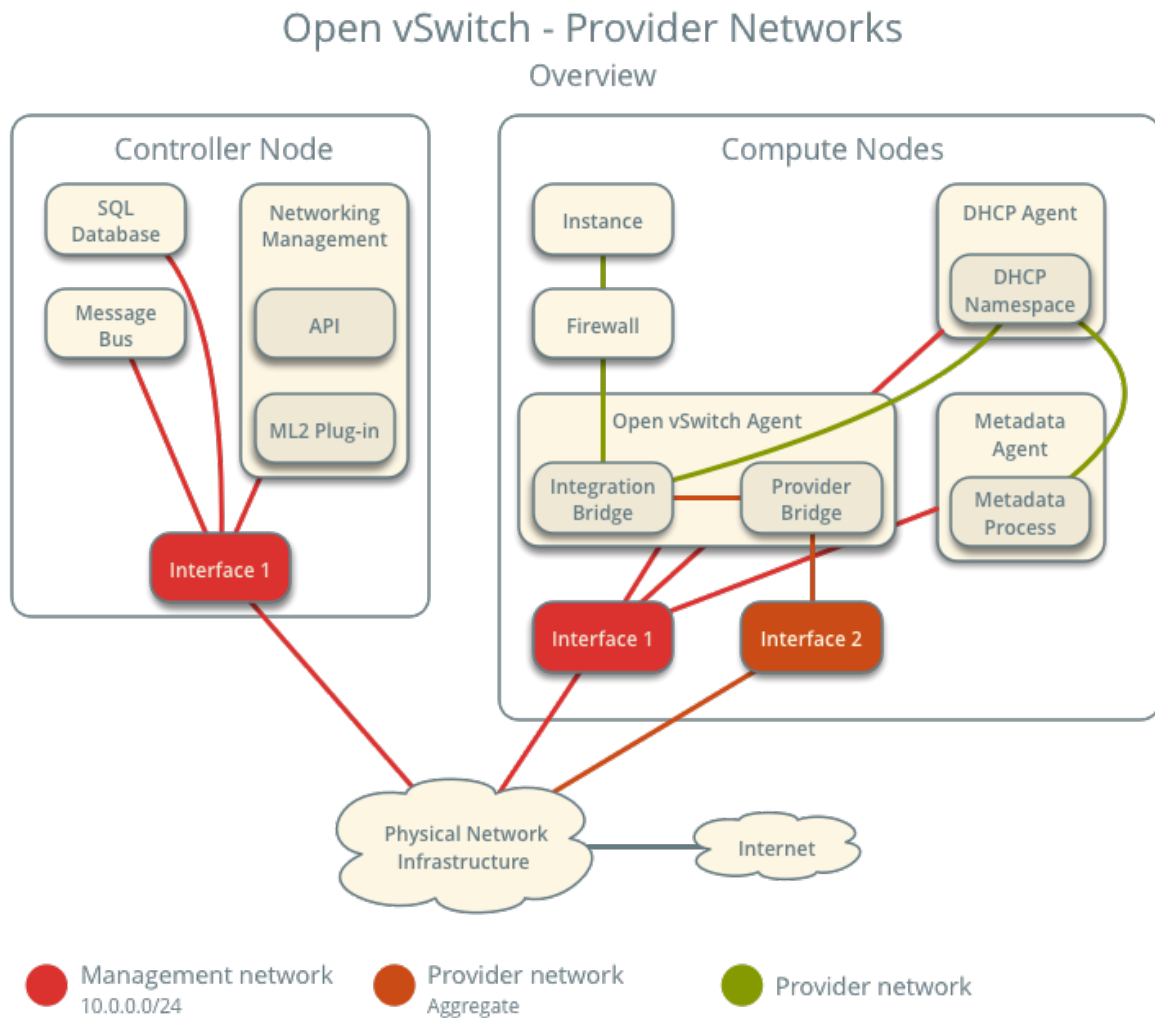 Open vSwitch - Provider Networks
Overview
Controller Node
SQL
Database
Networking
Management
Message
Bus
API
ML2 Plug-in
Interface 1
Compute Nodes
Instance
DHCP Agent
DHCP
Namespace
Firewall
Open vSwitch Agent
Metadata
Agent
Integration
Bridge
Provider
Bridge
Metadata
Process
Interface 1
Interface 2
Physical Network
Infrastructure
Internet
Management network
10.0.0.0/24
Provider network
Aggregate
Provider network